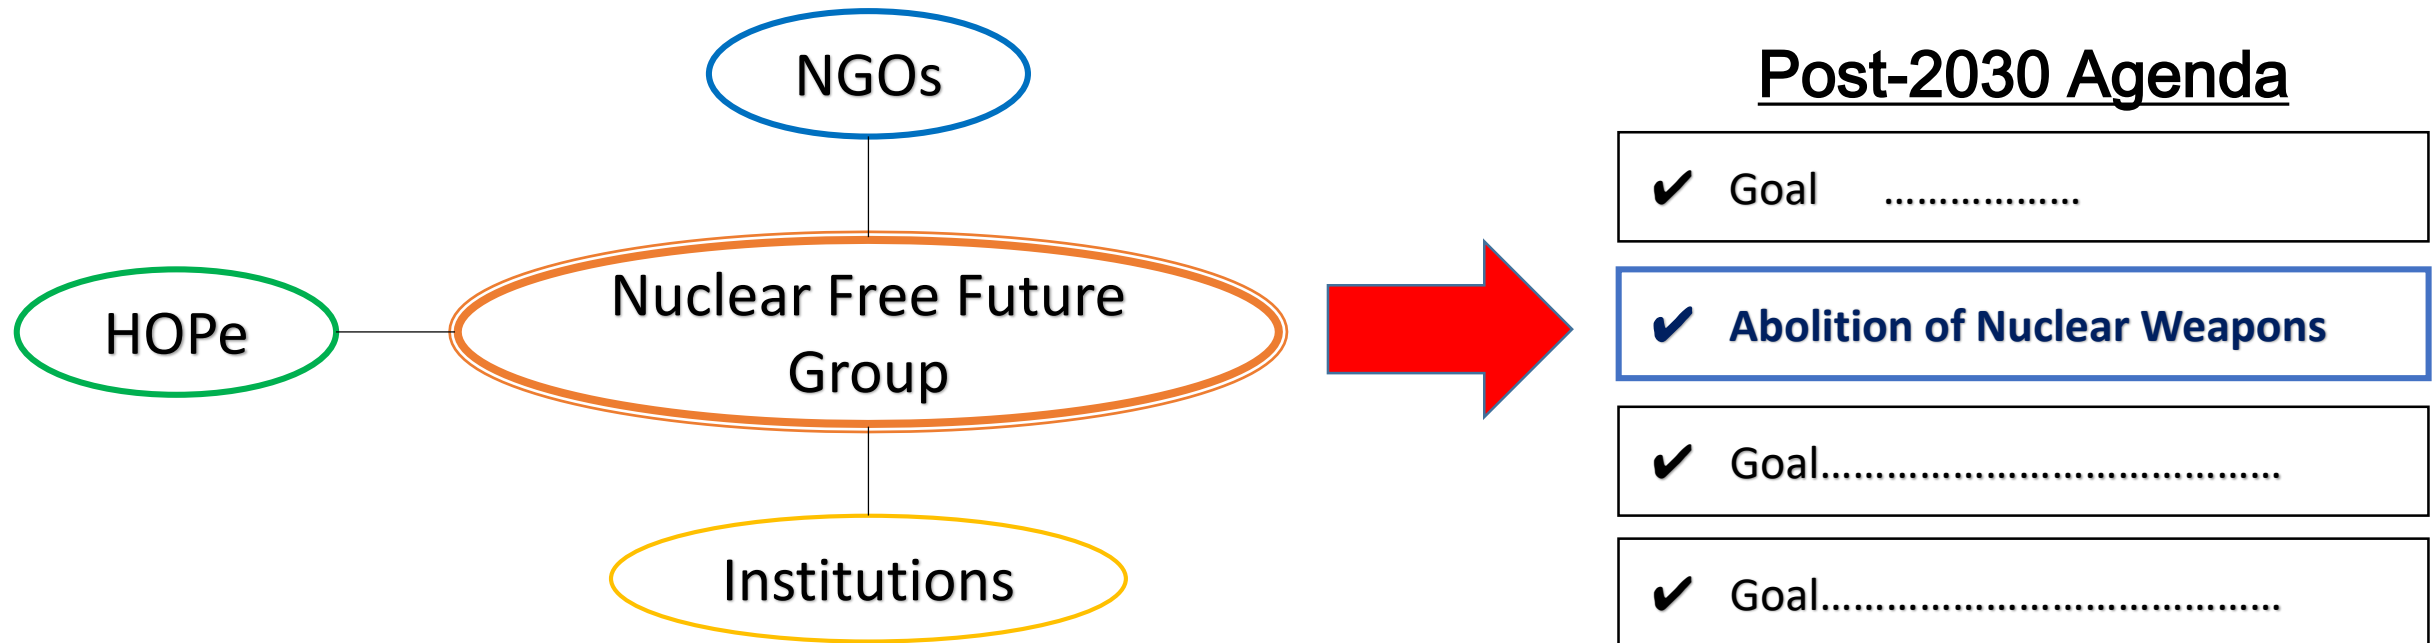 NGOs
HOPe
Nuclear Free Future
Group
Institutions
Post-2030 Agenda
✔ Goal ………………
✔ Abolition of Nuclear Weapons
✔ Goal……………………………………
✔ Goal……………………………………